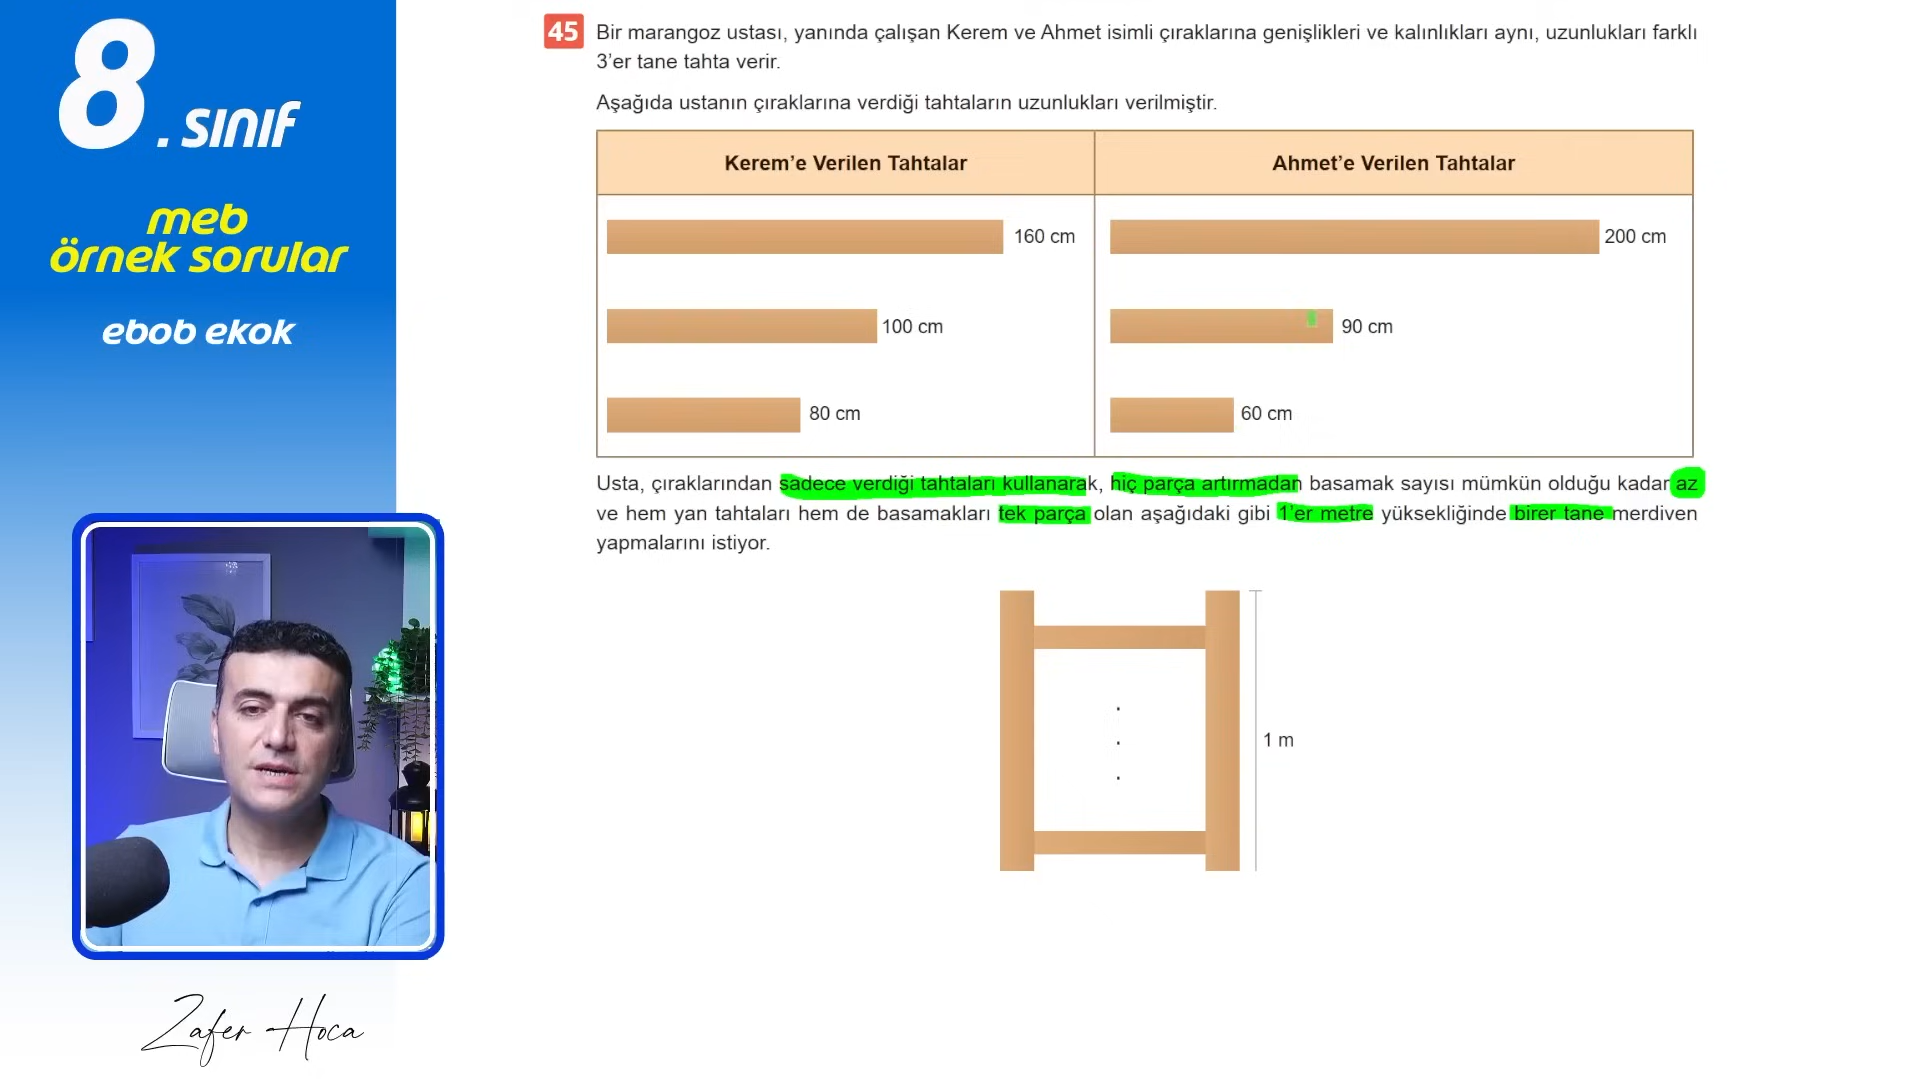 8. SINIF
meb
örnek sorular
ebob ekok
Zafer Hoca
45 Bir marangoz ustası, yanında çalışan Kerem ve Ahmet isimli çıraklarına genişlikleri ve kalınlıkları aynı, uzunlukları farklı
3’er tane tahta verir.
Aşağıda ustanın çıraklarına verdiği tahtaların uzunlukları verilmiştir.
Kerem’e Verilen Tahtalar
Ahmet’e Verilen Tahtalar
160 cm
200 cm
100 cm
90 cm
80 cm
60 cm
Usta, çıraklarından sadece verdiği tahtaları kullanarak, hiç parça artırmadan basamak sayısı mümkün olduğu kadar az
ve hem yan tahtaları hem de basamakları tek parça olan aşağıdaki gibi 1’er metre yüksekliğinde birer tane merdiven
yapmalarını istiyor.
1 m